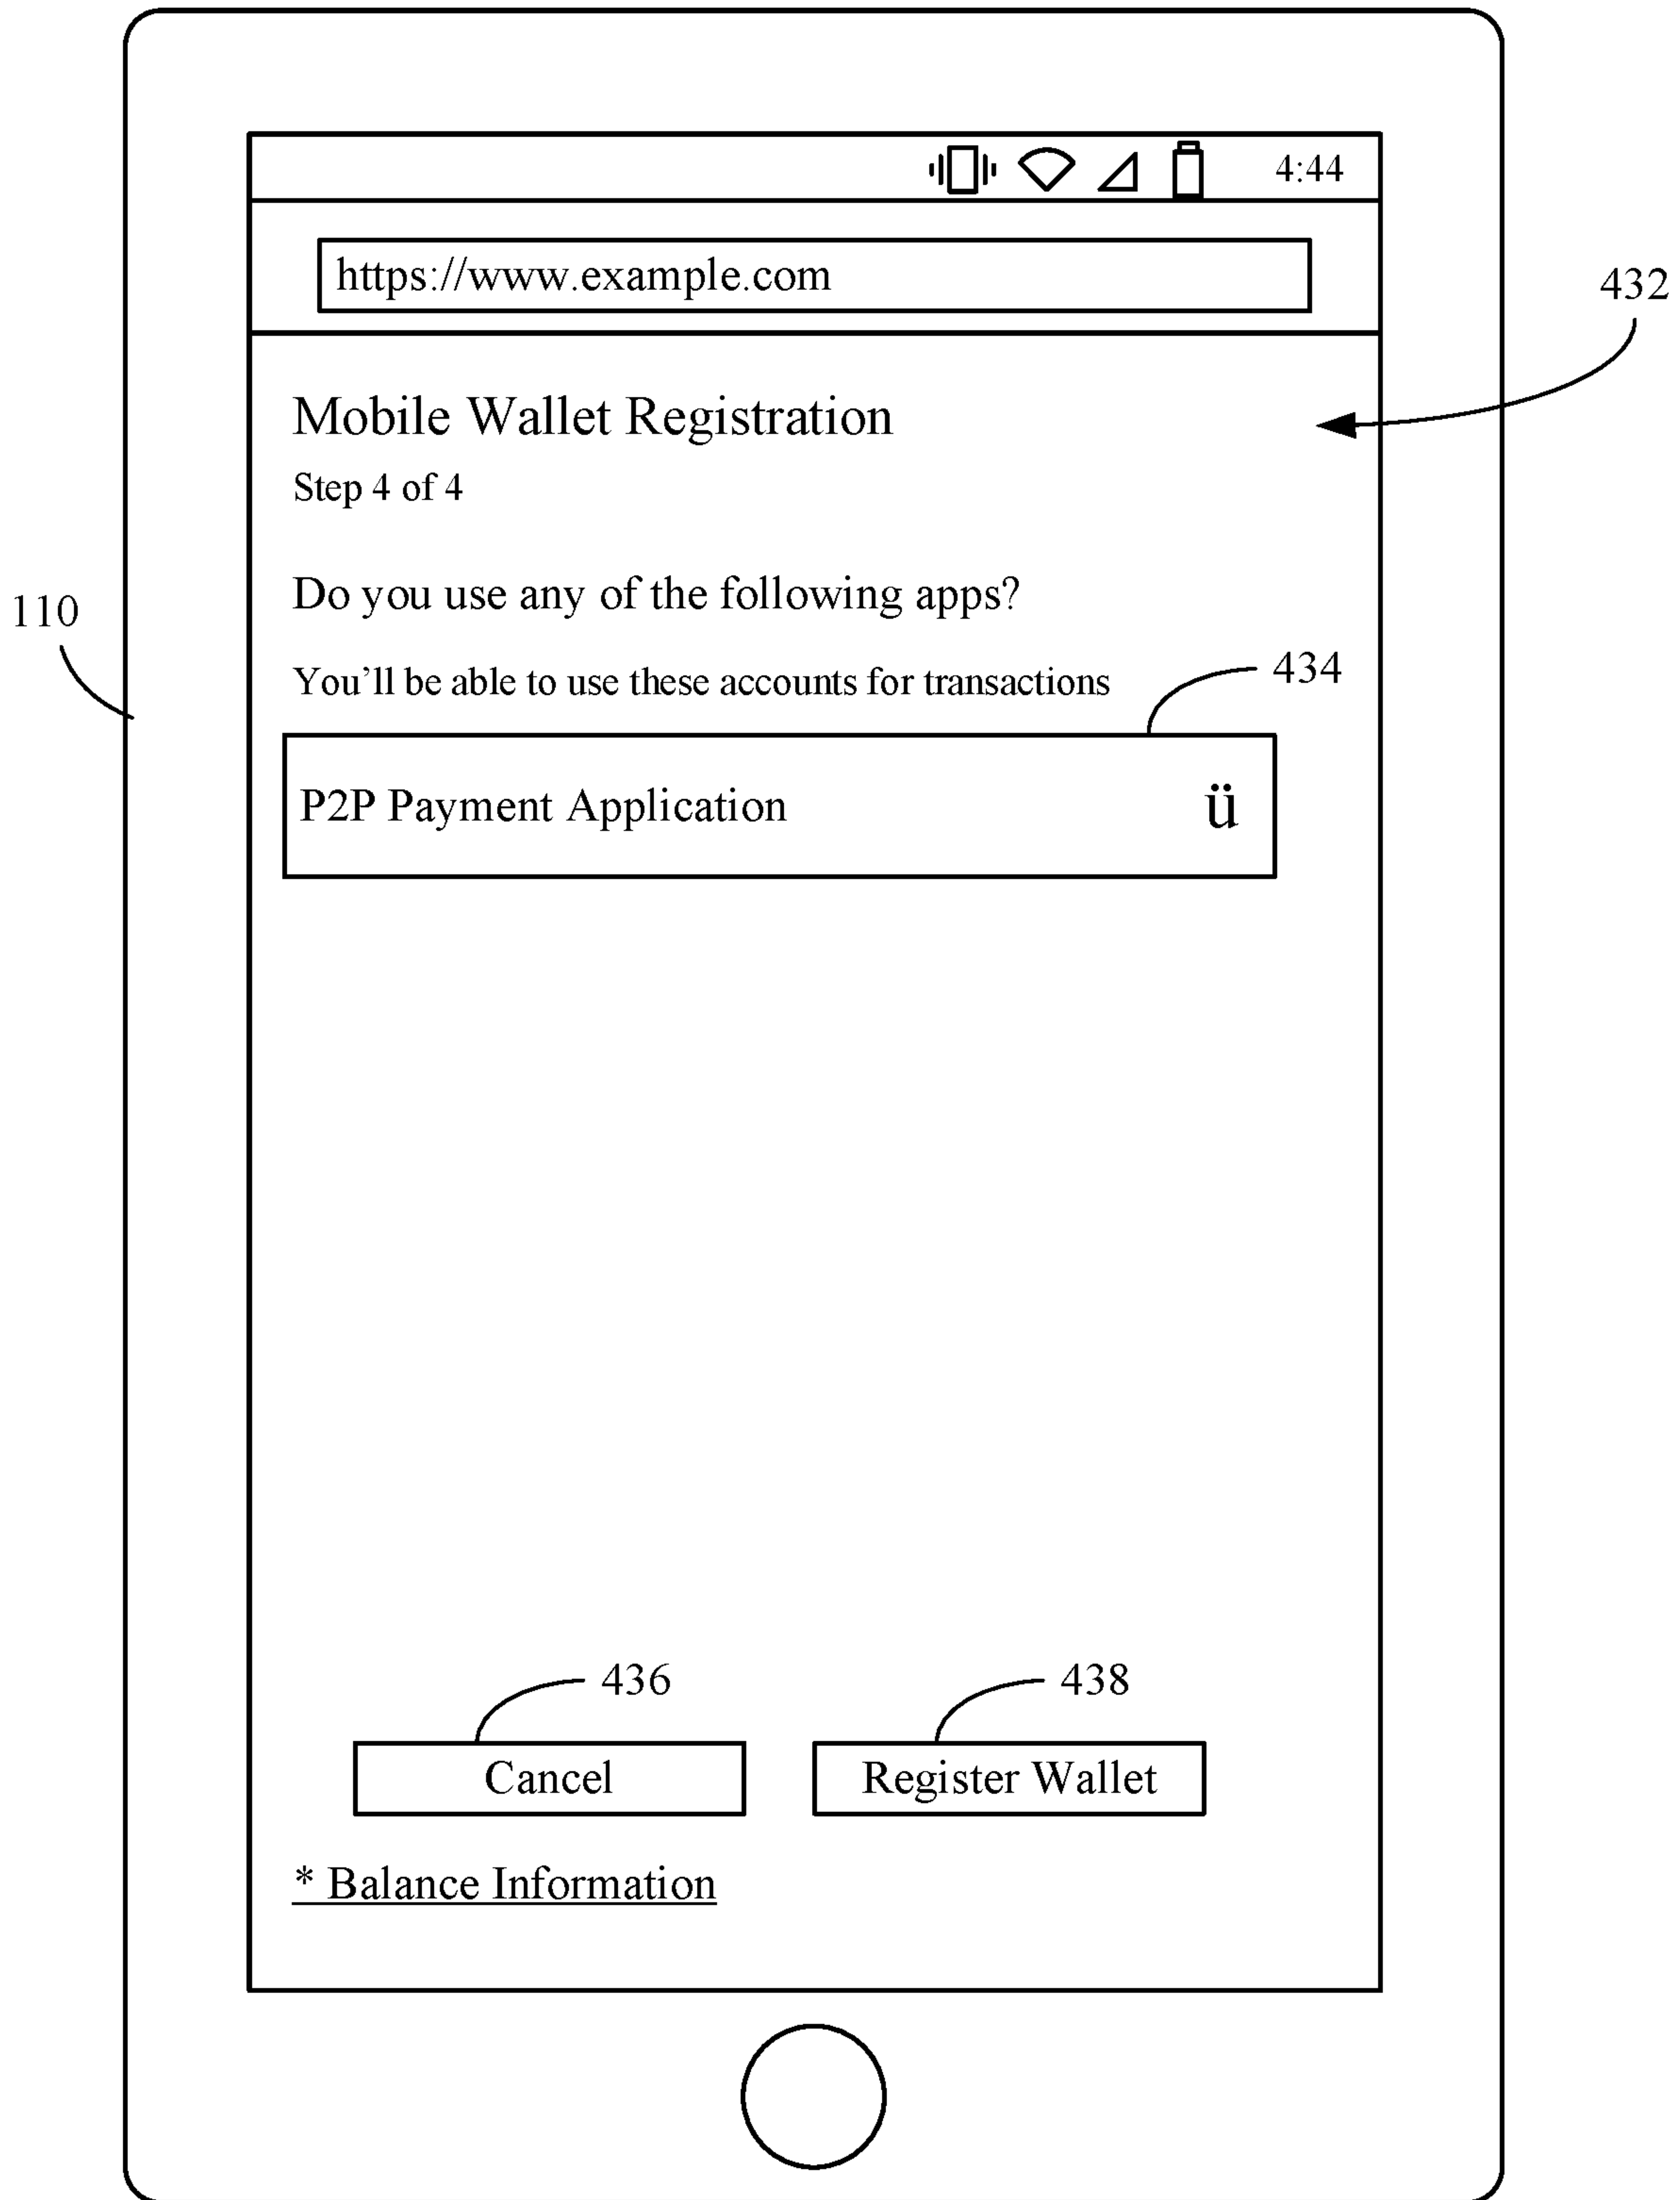 4:44
https://www.example.com
432
Mobile Wallet Registration
Step 4 of 4
Do you use any of the following apps?
110
You’ll be able to use these accounts for transactions
434
P2P Payment Application ü
436
438
Cancel
Register Wallet
* Balance Information